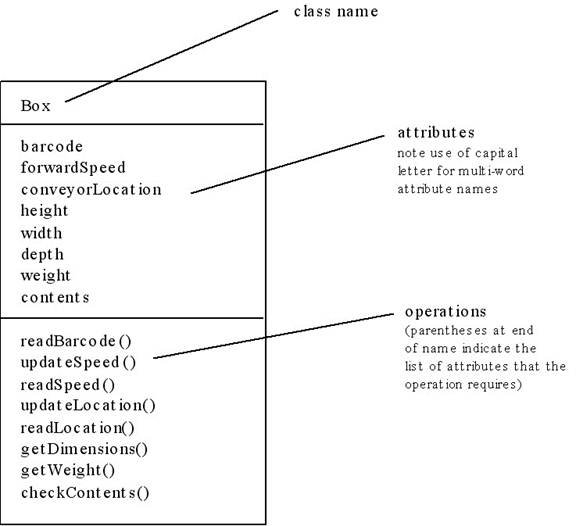 class name
Box
barcode
forwardSpeed
conveyorLocation
height
width
depth
weight
contents
attributes
note use of capital
letter for multi-word
attribute names
readBarcode()
updateSpeed()
readSpeed()
updateLocation()
readLocation()
getDimensions()
getWeight()
checkContents()
operations
(parentheses at end
of name indicate the
list of attributes that the
operation requires)